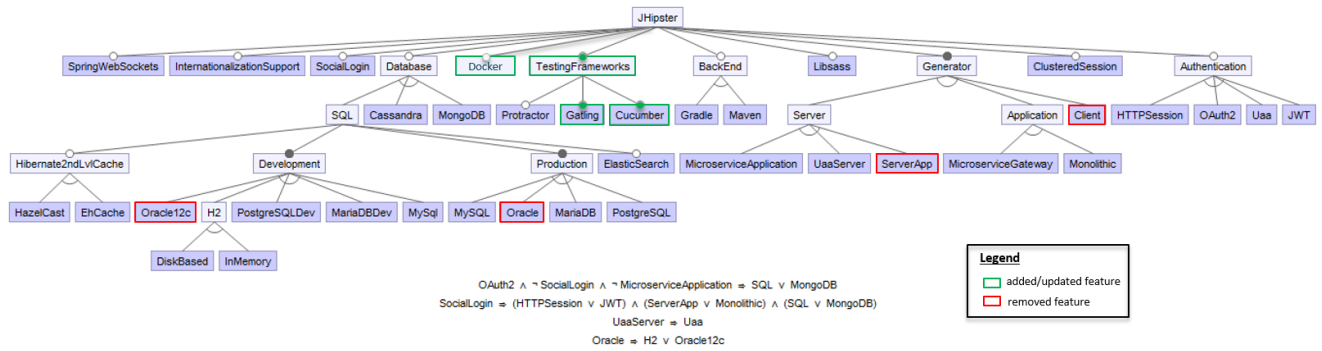 JHipster
SpringWebSockets InternationalizationSupport SocialLogin Database Docker TestingFrameworks BackEnd Libsass Generator ClusteredSession Authentication
SQL Cassandra MongoDB Protractor Gatling Cucumber Gradle Maven Server Application Client HTTPSession OAuth2 Uaa JWT
Hibernate2ndLvlCache Development Production ElasticSearch MicroserviceApplication UaaServer ServerApp MicroserviceGateway Monolithic
HazelCast EhCache Oracle12c H2 PostgreSQLDev MariaDBDev MySql MySQL Oracle MariaDB PostgreSQL
DiskBased InMemory
Legend
added/updated feature
removed feature
OAuth2 ∧ ¬ SocialLogin ∧ ¬ MicroserviceApplication ⇒ SQL ∨ MongoDB
SocialLogin ⇒ (HTTPSession ∨ JWT) ∧ (ServerApp ∨ Monolithic) ∧ (SQL ∨ MongoDB)
UaaServer ⇒ Uaa
Oracle ⇒ H2 ∨ Oracle12c